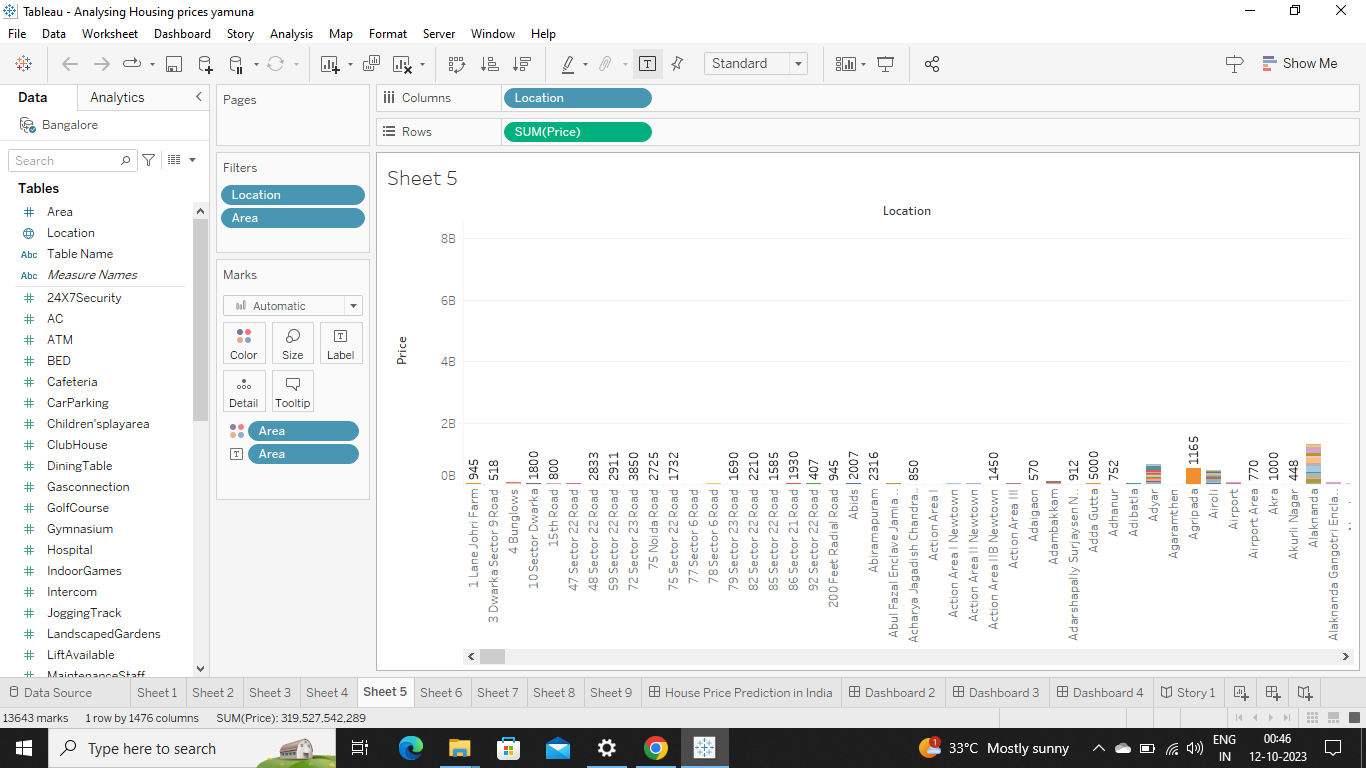 Tableau - Analysing Housing prices yamuna
File Data Worksheet Dashboard Story Analysis Map Format Server Window Help
Standard
Show Me
Data Analytics
Bangalore
Search
Tables
Area
Location
Abc Table Name
Abc Measure Names
24X7Security
AC
ATM
BED
Cafeteria
CarParking
Children'splayarea
ClubHouse
DiningTable
Gasconnection
GolfCourse
Gymnasium
Hospital
IndoorGames
Intercom
JoggingTrack
LandscapedGardens
LiftAvailable
MaintenanceStaff
Pages
Filters
Location
Area
Marks
Automatic
Color Size Label
Detail Tooltip
Area
Area
Columns Location
Rows SUM(Price)
Sheet 5
Location
Price
8B
6B
4B
2B
0B
945
518
1800
800
2833
2911
3850
2725
1732
1690
2210
1585
1930
1407
945
2007
2316
850
1450
570
912
5000
752
1165
770
1000
448
1 Lane Johri Farm
3 Dwarka Sector 9 Road
4 Bunglows
10 Sector Dwarka
15th Road
47 Sector 22 Road
48 Sector 22 Road
59 Sector 22 Road
72 Sector 23 Road
75 Noida Road
75 Sector 22 Road
77 Sector 6 Road
78 Sector 6 Road
79 Sector 23 Road
82 Sector 22 Road
85 Sector 22 Road
86 Sector 21 Road
92 Sector 22 Road
200 Feet Radial Road
Abids
Abiramapuram
Abul Fazal Enclave Jamia..
Acharya Jagadish Chandra..
Action Area I
Action Area I Newtown
Action Area II Newtown
Action Area IIB Newtown
Action Area III
Adaigaon
Adambakkam
Adarshapally Surjaysen N..
Adda Gutta
Adhanur
Adibatla
Adyar
Agaramthen
Agripada
Airoli
Airport
Airport Area
Akra
Akurli Nagar
Alaknanda
Alaknanda Gangotri Encla..
Data Source Sheet 1 Sheet 2 Sheet 3 Sheet 4 Sheet 5 Sheet 6 Sheet 7 Sheet 8 Sheet 9 House Price Prediction in India Dashboard 2 Dashboard 3 Dashboard 4 Story 1
13643 marks 1 row by 1476 columns SUM(Price): 319,527,542,289
Type here to search
1
33°C Mostly sunny
ENG
IN
00:46
12-10-2023